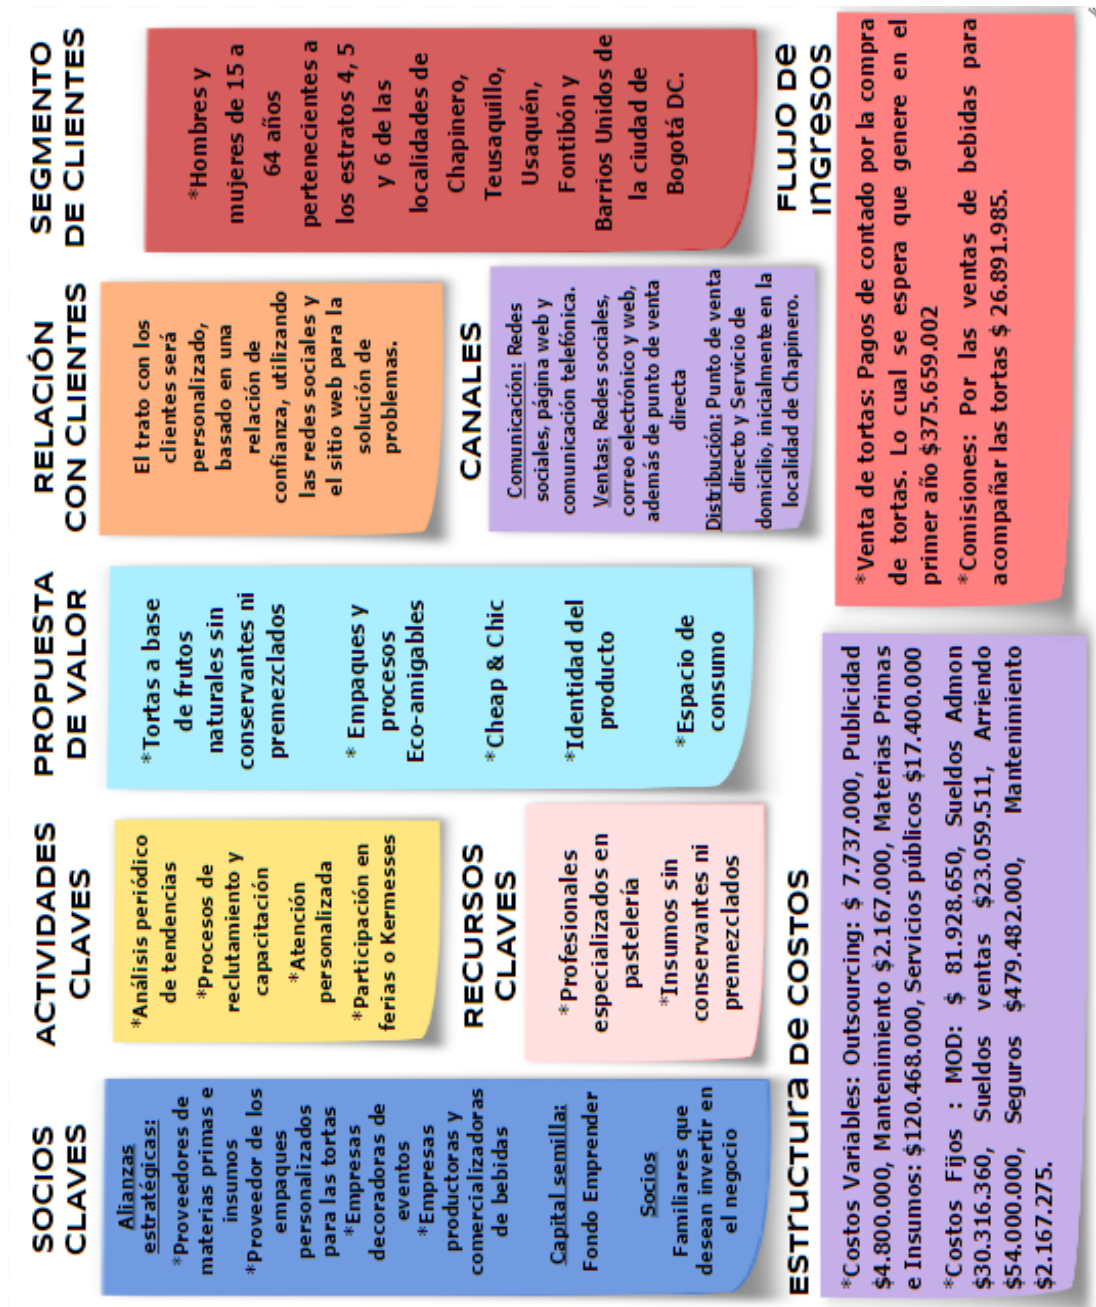 SOCIOS
CLAVES
Alianzas
estratégicas:
*Proveedores de
materias primas e
insumos
*Proveedor de los
empaques
personalizados
para las tortas
*Empresas
decoradoras de
eventos
*Empresas
productoras y
comercializadoras
de bebidas
Capital semilla:
Fondo Emprender
Socios
Familiares que
desean invertir en
el negocio
ACTIVIDADES
CLAVES
*Análisis periódico
de tendencias
*Procesos de
reclutamiento y
capacitación
*Atención
personalizada
*Participación en
ferias o Kermesses
RECURSOS
CLAVES
*Profesionales
especializados en
pastelería
*Insumos sin
conservantes ni
premezclados
PROPUESTA
DE VALOR
*Tortas a base
de frutos
naturales sin
conservantes ni
premezclados
* Empaques y
procesos
Eco-amigables
*Cheap & Chic
*Identidad del
producto
*Espacio de
consumo
RELACIÓN
CON CLIENTES
El trato con los
clientes será
personalizado,
basado en una
relación de
confianza, utilizando
las redes sociales y
el sitio web para la
solución de
problemas.
CANALES
Comunicación: Redes
sociales, página web y
comunicación telefónica.
Ventas: Redes sociales,
correo electrónico y web,
además de punto de venta
directa
Distribución: Punto de venta
directo y Servicio de
domicilio, inicialmente en la
localidad de Chapinero.
SEGMENTO
DE CLIENTES
*Hombres y
mujeres de 15 a
64 años
pertenecientes a
los estratos 4, 5
y 6 de las
localidades de
Chapinero,
Teusaquillo,
Usaquén,
Fontibón y
Barrios Unidos de
la ciudad de
Bogotá DC.
ESTRUCTURA DE COSTOS
*Costos Variables: Outsourcing: $ 7.737.000, Publicidad
$4.800.000, Mantenimiento $2.167.000, Materias Primas
e Insumos: $120.468.000, Servicios públicos $17.400.000
*Costos Fijos : MOD: $ 81.928.650, Sueldos Admon
$30.316.360, Sueldos ventas $23.059.511, Arriendo
$54.000.000, Seguros $479.482.000, Mantenimiento
$2.167.275.
FLUJO DE
INGRESOS
*Venta de tortas: Pagos de contado por la compra
de tortas. Lo cual se espera que genere en el
primer año $375.659.002
*Comisiones: Por las ventas de bebidas para
acompañar las tortas $ 26.891.985.